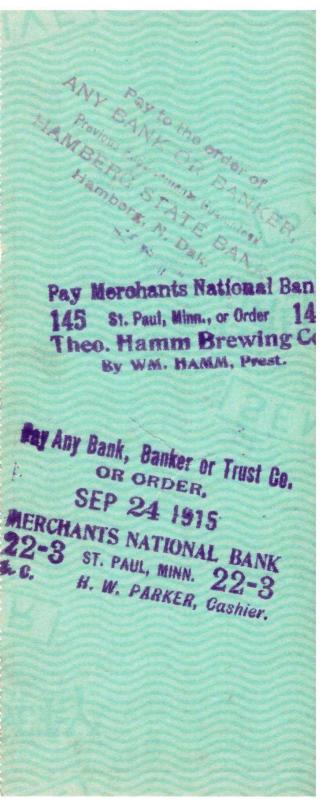 Pay to the order of
ANY BANK OR BANKER,
Previous Endorsements Guaranteed
HAMBERG STATE BANK
Hamberg, N. Dak.
Pay Merchants National Ban
145 St. Paul, Minn., or Order 14
Theo. Hamm Brewing Co
By WM. HAMM, Prest.
Pay Any Bank, Banker or Trust Co.
OR ORDER,
SEP 24 1915
MERCHANTS NATIONAL BANK
22-3 ST. PAUL, MINN. 22-3
H. W. PARKER, Cashier.